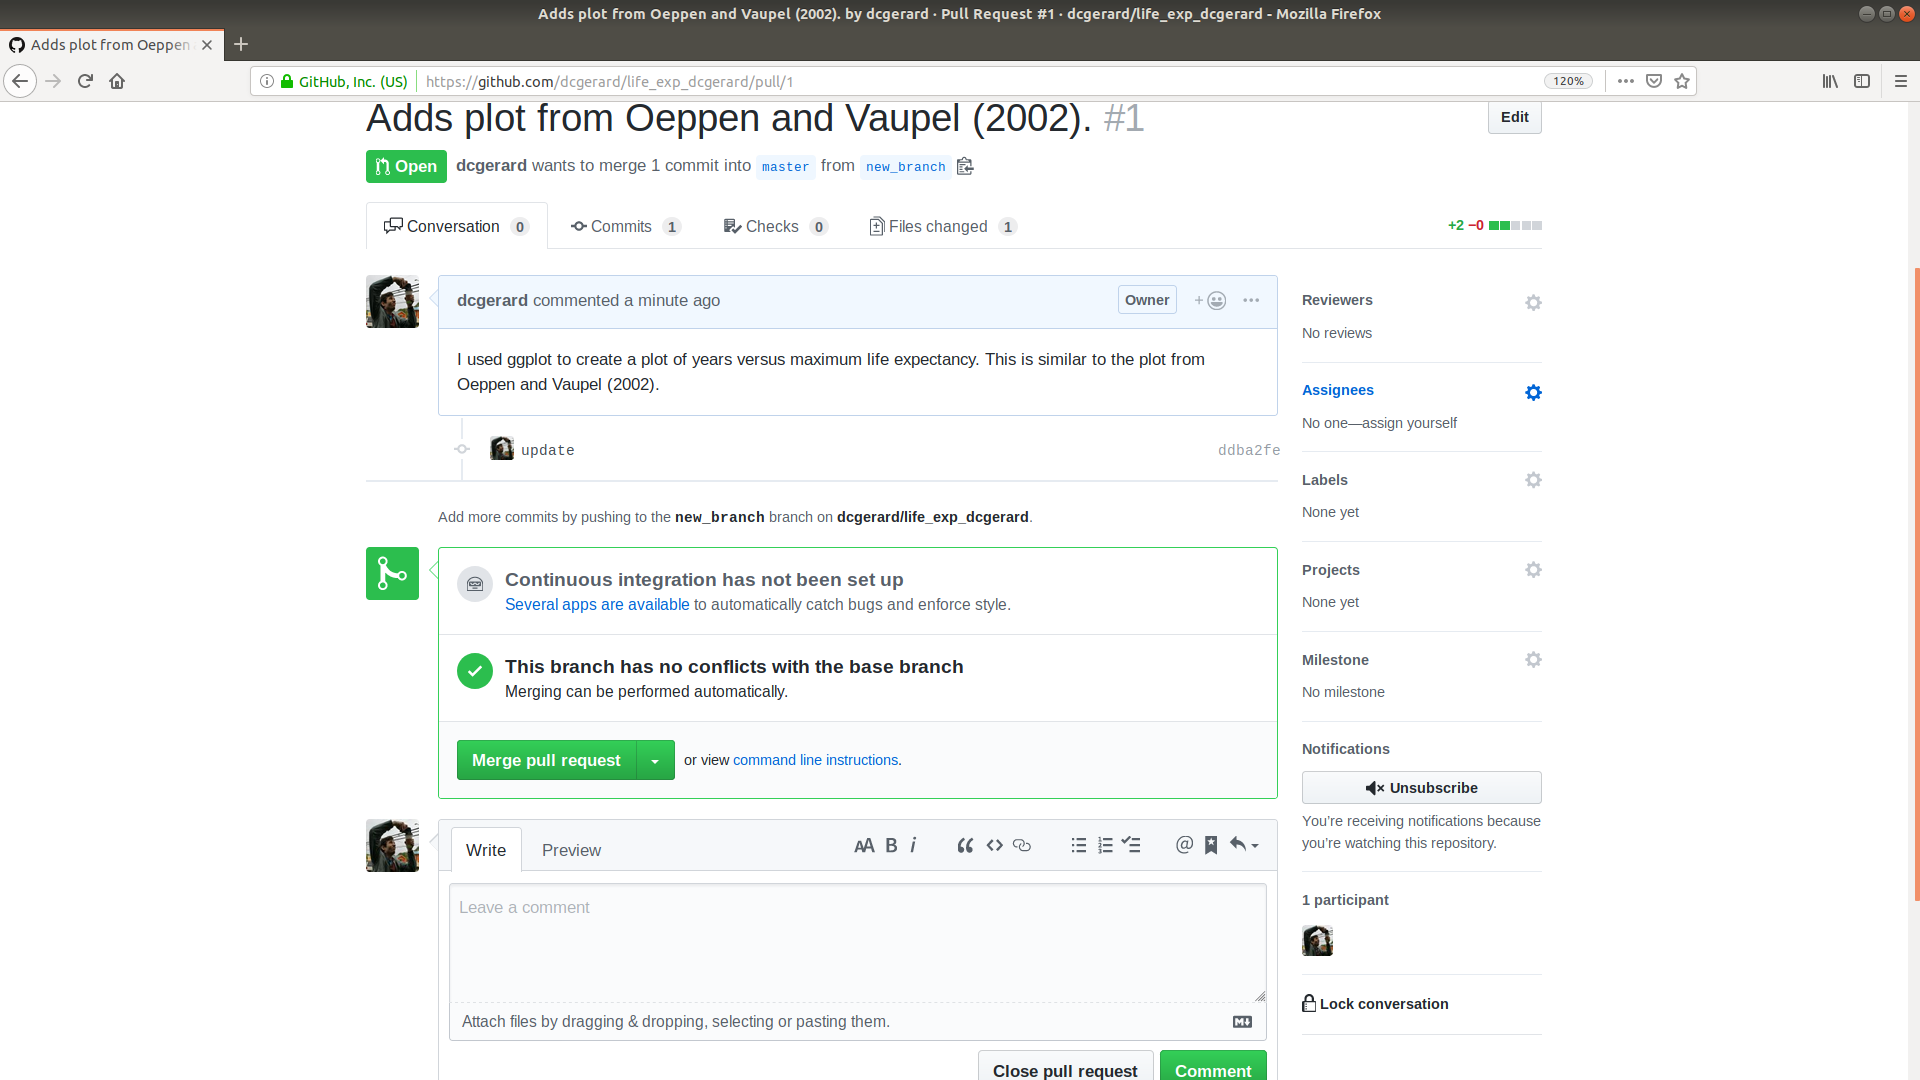 Adds plot from Oeppen and Vaupel (2002). by dcgerard · Pull Request #1 · dcgerard/life_exp_dcgerard - Mozilla Firefox
Adds plot from Oeppen
GitHub, Inc. (US) https://github.com/dcgerard/life_exp_dcgerard/pull/1 120%
Adds plot from Oeppen and Vaupel (2002). #1
Edit
Open dcgerard wants to merge 1 commit into master from new_branch
Conversation 0 Commits 1 Checks 0 Files changed 1 +2 −0
dcgerard commented a minute ago Owner
I used ggplot to create a plot of years versus maximum life expectancy. This is similar to the plot from
Oeppen and Vaupel (2002).
update ddba2fe
Add more commits by pushing to the new_branch branch on dcgerard/life_exp_dcgerard.
Continuous integration has not been set up
Several apps are available to automatically catch bugs and enforce style.
This branch has no conflicts with the base branch
Merging can be performed automatically.
Merge pull request or view command line instructions.
Write Preview
Leave a comment
Attach files by dragging & dropping, selecting or pasting them.
Close pull request Comment
Reviewers
No reviews
Assignees
No one—assign yourself
Labels
None yet
Projects
None yet
Milestone
No milestone
Notifications
Unsubscribe
You’re receiving notifications because
you’re watching this repository.
1 participant
Lock conversation